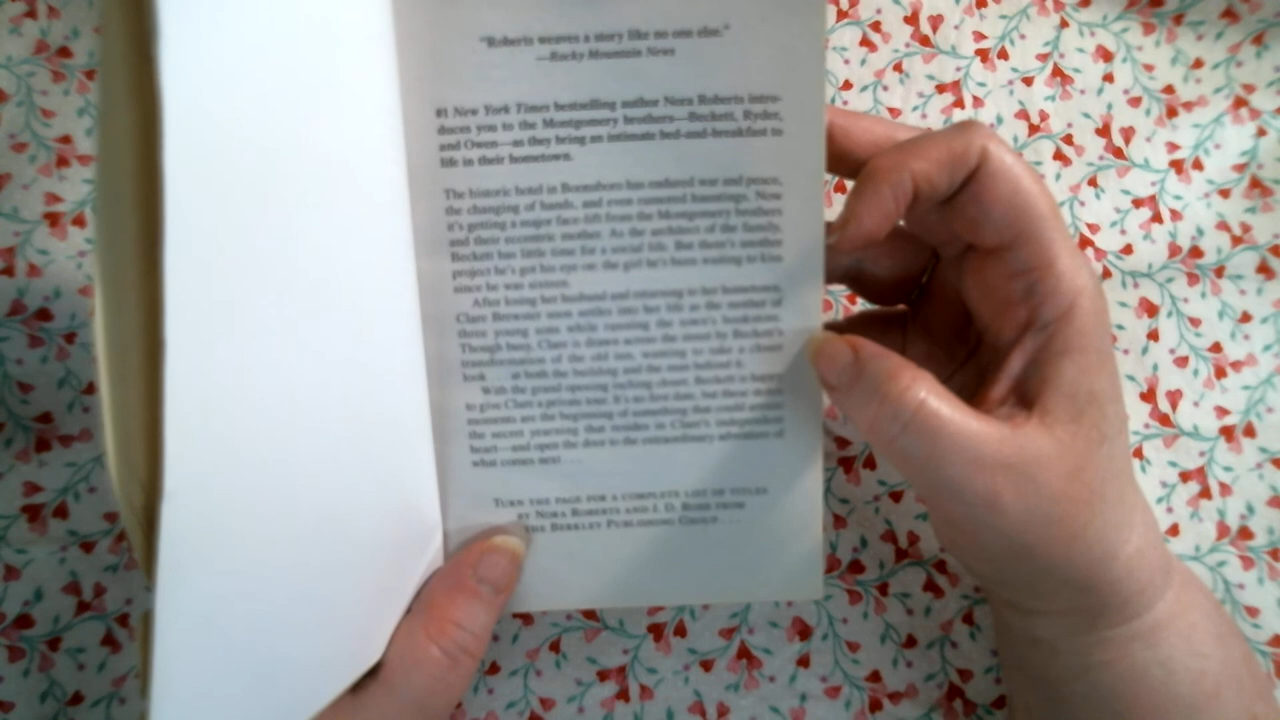 "Roberts weaves a story like no one else."
—Rocky Mountain News
#1 New York Times bestselling author Nora Roberts intro-
duces you to the Montgomery brothers—Beckett, Ryder,
and Owen—as they bring an intimate bed-and-breakfast to
life in their hometown.
The historic hotel in Boonsboro has endured war and peace,
the changing of hands, and even rumored hauntings. Now
it's getting a major face-lift from the Montgomery brothers
and their eccentric mother. As the architect of the family,
Beckett has little time for a social life. But there's another
project he's got his eye on: the girl he's been waiting to kiss
since he was sixteen.
After losing her husband and returning to her hometown,
Clare Brewster soon settles into her life as the mother of
three young sons while running the town's bookstore.
Though busy, Clare is drawn across the street by Beckett's
transformation of the old inn, wanting to take a closer
look . . . at both the building and the man behind it.
With the grand opening inching closer, Beckett is happy
to give Clare a private tour. It's no first date, but these
moments are the beginning of something that could
the secret yearning that resides in Clare's independent
heart—and open the door to the extraordinary adventure of
what comes next . . .
TURN THE PAGE FOR A COMPLETE LIST OF TITLES
BY NORA ROBERTS AND J. D. ROBB FROM
THE BERKLEY PUBLISHING GROUP . . .